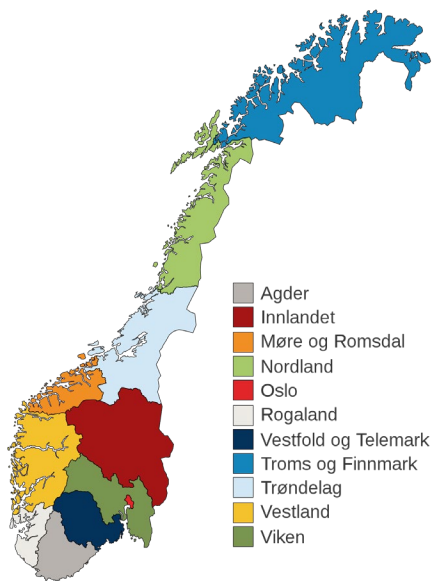 Agder
Innlandet
Møre og Romsdal
Nordland
Oslo
Rogaland
Vestfold og Telemark
Troms og Finnmark
Trøndelag
Vestland
Viken